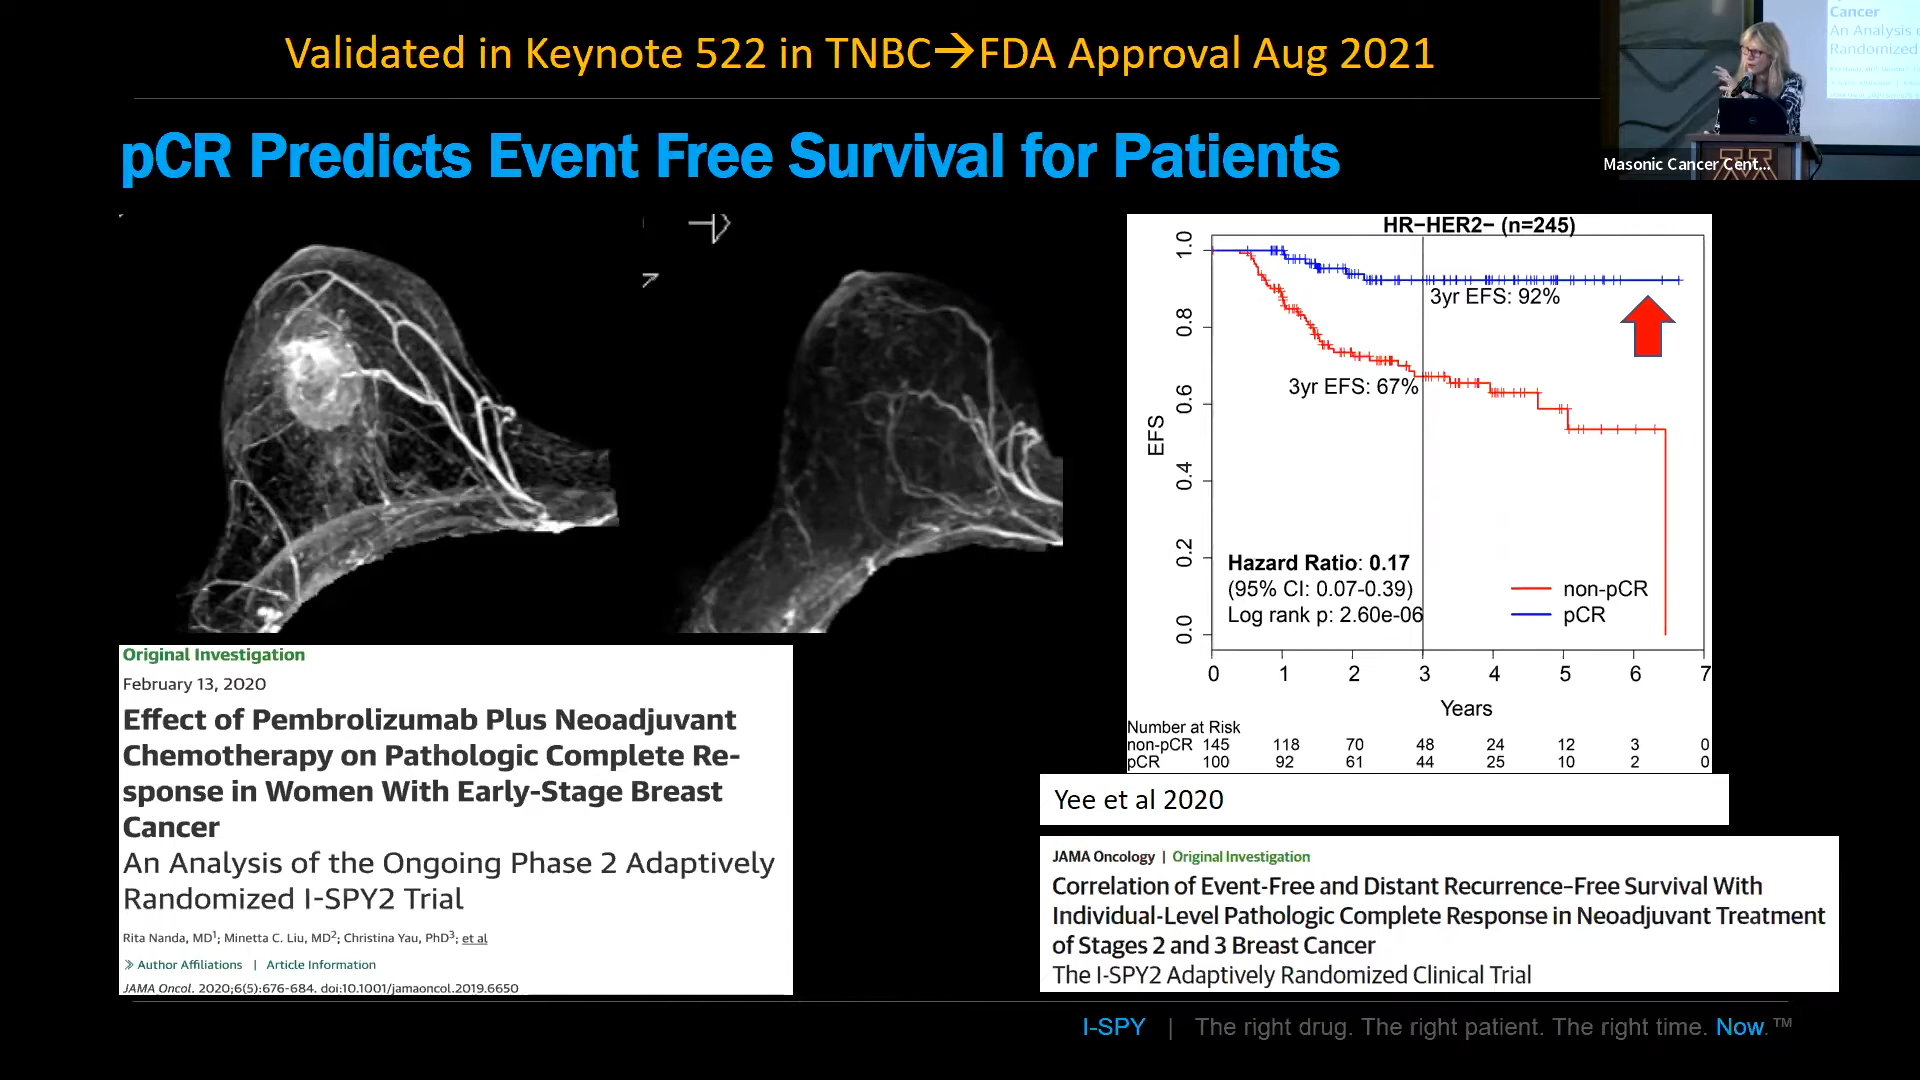 Validated in Keynote 522 in TNBC→FDA Approval Aug 2021
pCR Predicts Event Free Survival for Patients
Cancer
An Analysis
Randomized
Masonic Cancer Cent...
Original Investigation
February 13, 2020
Effect of Pembrolizumab Plus Neoadjuvant
Chemotherapy on Pathologic Complete Re-
sponse in Women With Early-Stage Breast
Cancer
An Analysis of the Ongoing Phase 2 Adaptively
Randomized I-SPY2 Trial
Rita Nanda, MD1; Minetta C. Liu, MD2; Christina Yau, PhD3; et al
Author Affiliations | Article Information
JAMA Oncol. 2020;6(5):676-684. doi:10.1001/jamaoncol.2019.6650
HR−HER2− (n=245)
EFS
1.0
0.8
0.6
0.4
0.2
0.0
3yr EFS: 92%
3yr EFS: 67%
Hazard Ratio: 0.17
(95% CI: 0.07-0.39)
Log rank p: 2.60e-06
non-pCR
pCR
0 1 2 3 4 5 6 7
Years
Number at Risk
non-pCR 145 118 70 48 24 12 3 0
pCR 100 92 61 44 25 10 2 0
Yee et al 2020
JAMA Oncology | Original Investigation
Correlation of Event-Free and Distant Recurrence–Free Survival With
Individual-Level Pathologic Complete Response in Neoadjuvant Treatment
of Stages 2 and 3 Breast Cancer
The I-SPY2 Adaptively Randomized Clinical Trial
I-SPY | The right drug. The right patient. The right time. Now.™